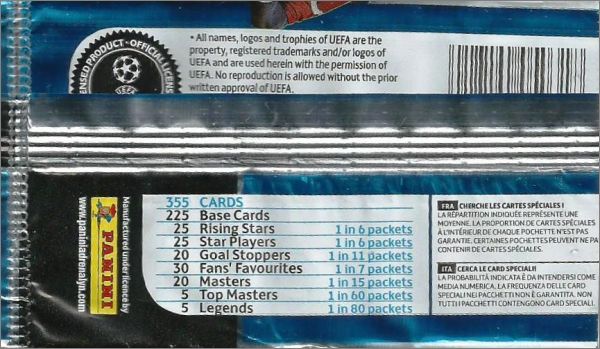 ENSED PRODUCT • OFFICIAL LICENSED
UEFA
• All names, logos and trophies of UEFA are the
property, registered trademarks and/or logos of
UEFA and are used herein with the permission of
UEFA. No reproduction is allowed without the prior
written approval of UEFA.
www.paniniadrenalyn.com
PANINI
Manufactured under licence by
355 CARDS
225 Base Cards
25 Rising Stars 1 in 6 packets
25 Star Players 1 in 6 packets
20 Goal Stoppers 1 in 11 packets
30 Fans' Favourites 1 in 7 packets
20 Masters 1 in 15 packets
5 Top Masters 1 in 60 packets
5 Legends 1 in 80 packets
FRA CHERCHE LES CARTES SPÉCIALES !
LA RÉPARTITION INDIQUÉE REPRÉSENTE UNE
MOYENNE. LA PROPORTION DE CARTES SPÉCIALES
À L'INTÉRIEUR DE CHAQUE POCHETTE N'EST PAS
GARANTIE. CERTAINES POCHETTES PEUVENT NE PA
CONTENIR DE CARTES SPÉCIALES.
ITA CERCA LE CARD SPECIALI!
LA PROBABILITÀ INDICATA È DA INTENDERSI COME
MEDIA NUMERICA. LA FREQUENZA DELLE CARD
SPECIALI NEI PACCHETTI NON È GARANTITA. NON
TUTTI I PACCHETTI CONTENGONO CARD SPECIALI.